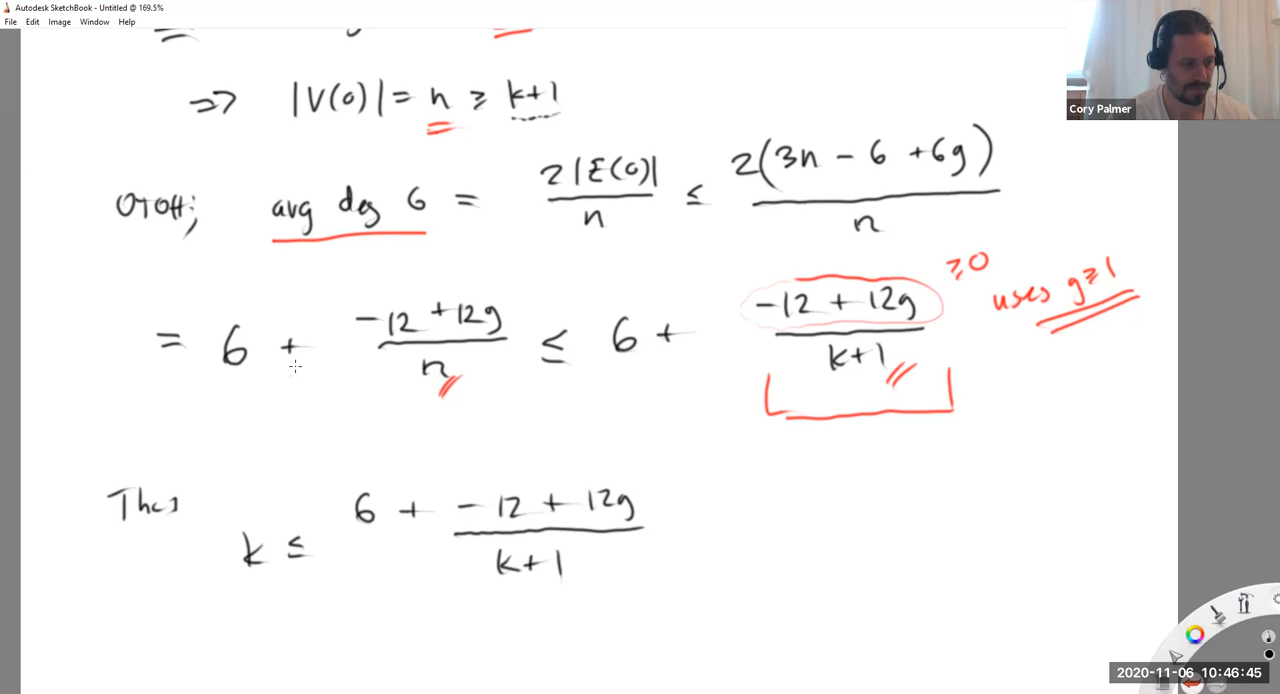 Autodesk SketchBook - Untitled @ 169.5%
File Edit Image Window Help
Cory Palmer
=> |V(G)| = n ≥ k+1
OTOH; avg deg G = 2|E(G)| / n ≤ 2(3n - 6 + 6g) / n
= 6 + (-12 + 12g) / n ≤ 6 + (-12 + 12g) / (k+1) ≥0 uses g≥1
Thus
k ≤ 6 + (-12 + 12g) / (k+1)
2020-11-06 10:46:45